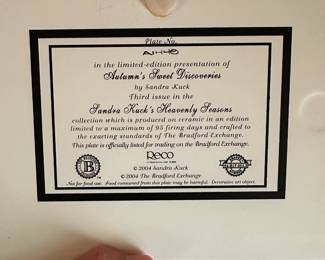 Plate No.
A1148
in the limited-edition presentation of
Autumn's Sweet Discoveries
by Sandra Kuck
Third issue in the
Sandra Kuck's Heavenly Seasons
collection which is produced on ceramic in an edition
limited to a maximum of 95 firing days and crafted to
the exacting standards of The Bradford Exchange.
This plate is officially listed for trading on the Bradford Exchange.
RECO
© 2004 Sandra Kuck
© 2004 The Bradford Exchange
Not for food use. Food consumed from this plate may be harmful. Decorative art object.